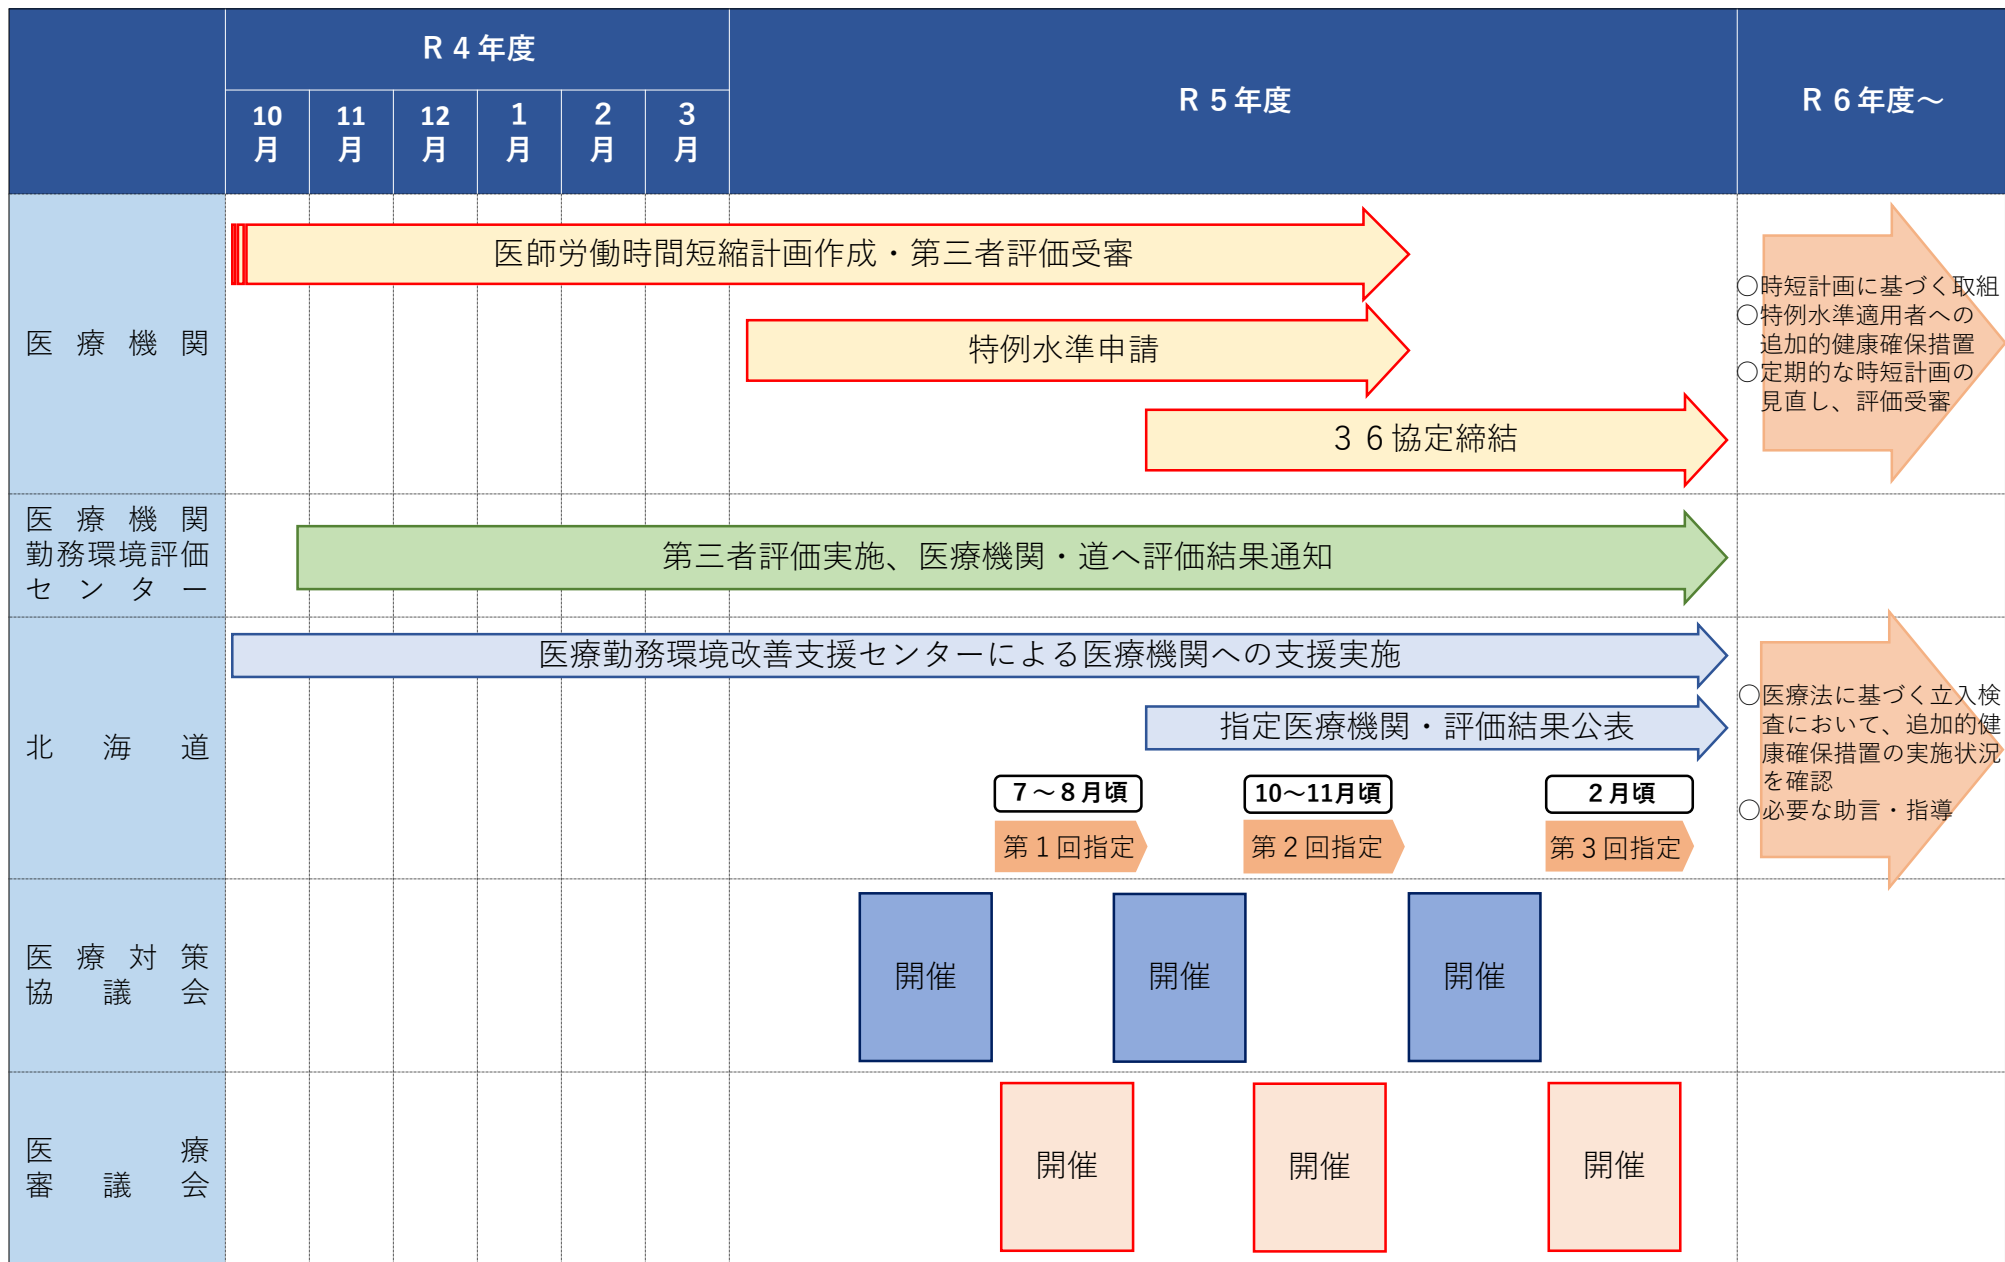 Ｒ４年度
Ｒ５年度
Ｒ６年度～
10
月
11
月
12
月
１
月
２
月
３
月
医療機関
医師労働時間短縮計画作成・第三者評価受審
特例水準申請
３６協定締結
○時短計画に基づく取組
○特例水準適用者への
追加的健康確保措置
○定期的な時短計画の
見直し、評価受審
医療機関
勤務環境評価
センター
第三者評価実施、医療機関・道へ評価結果通知
北海道
医療勤務環境改善支援センターによる医療機関への支援実施
指定医療機関・評価結果公表
７～８月頃
10～11月頃
２月頃
第１回指定
第２回指定
第３回指定
○医療法に基づく立入検
査において、追加的健
康確保措置の実施状況
を確認
○必要な助言・指導
医療対策
協議会
開催
開催
開催
医療
審議会
開催
開催
開催